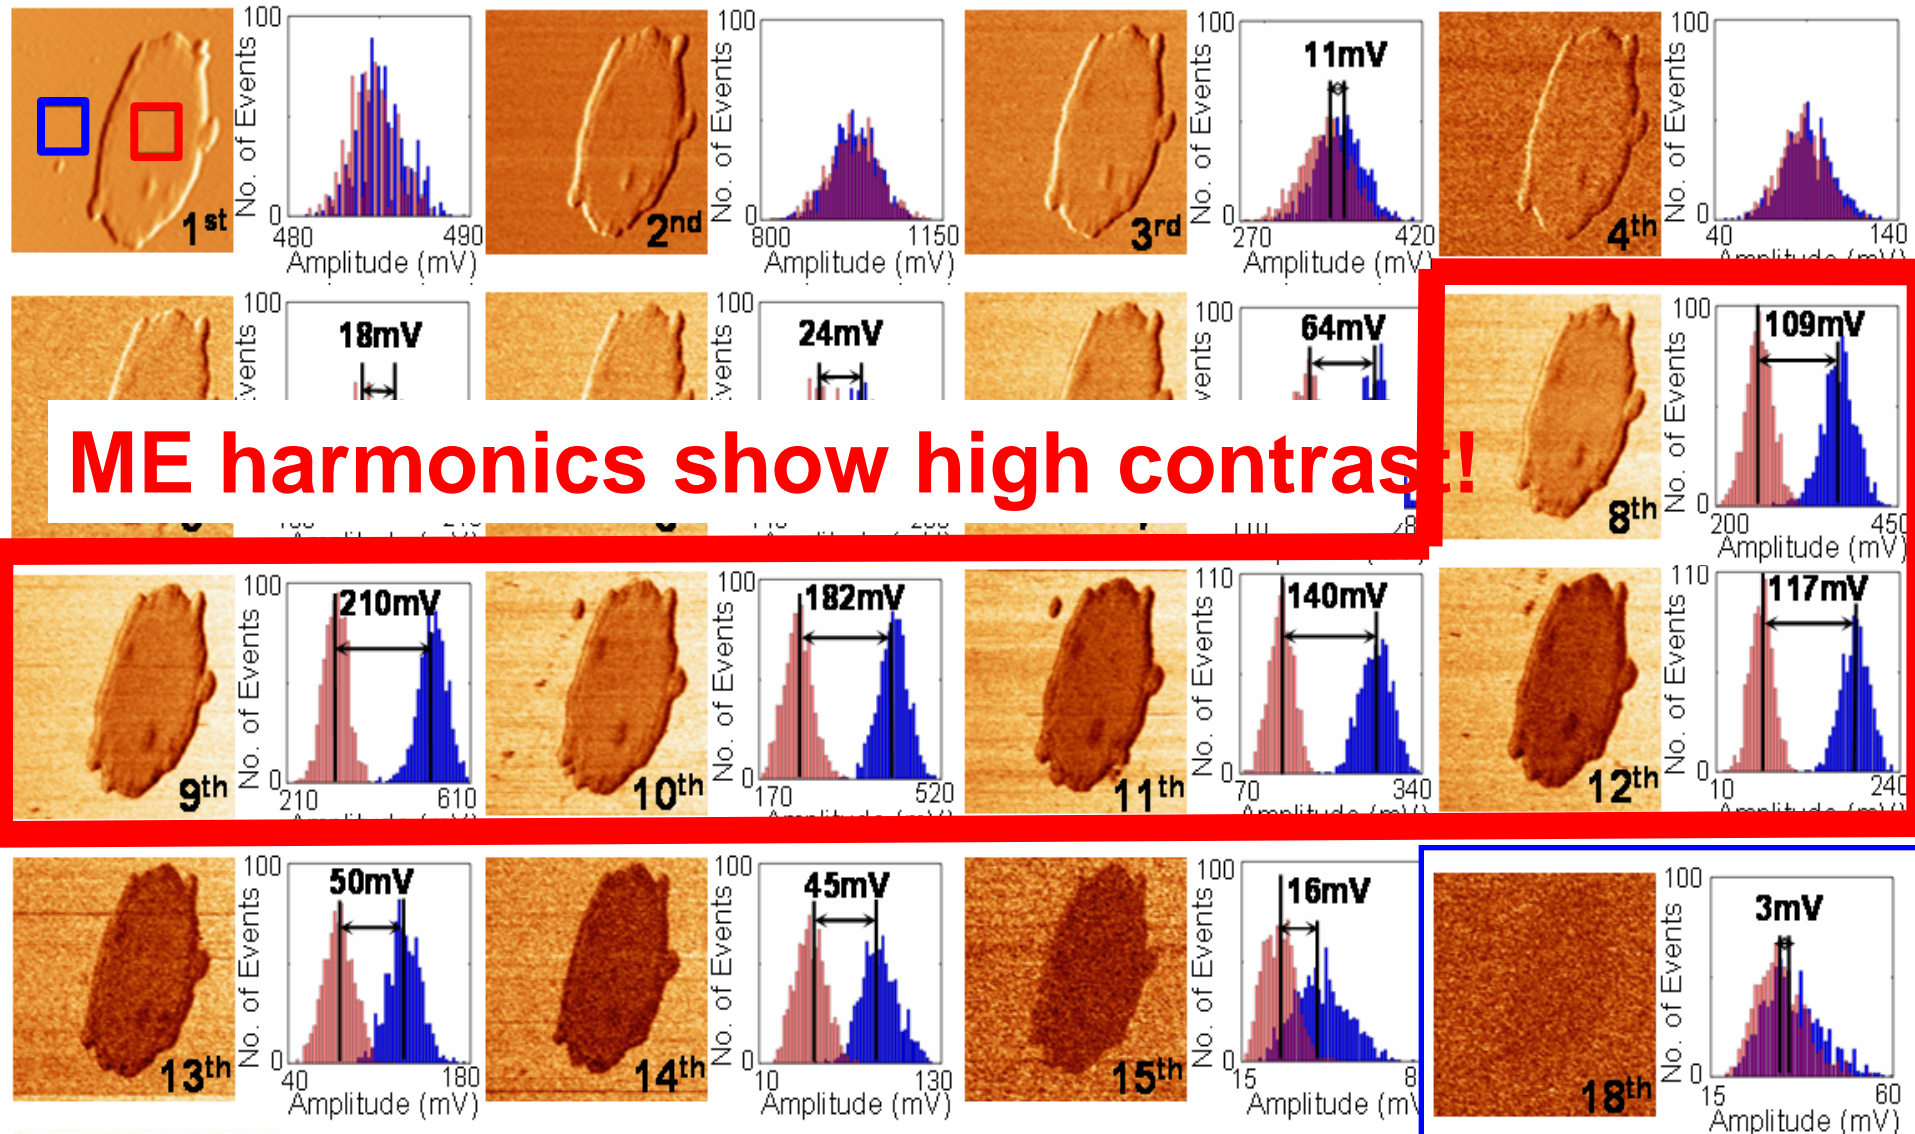 100
No. of Events
0
1st
480
490
Amplitude (mV)
100
No. of Events
0
2nd
800
1150
Amplitude (mV)
100
11mV
No. of Events
0
3rd
270
420
Amplitude (mV)
100
No. of Events
0
4th
40
140
Amplitude (mV)
100
18mV
100
24mV
100
64mV
100
109mV
No. of Events
0
8th
200
450
Amplitude (mV)
ME harmonics show high contrast!
100
210mV
No. of Events
0
9th
210
610
100
182mV
No. of Events
0
10th
170
520
110
140mV
No. of Events
0
11th
70
340
110
117mV
No. of Events
0
12th
10
240
100
50mV
No. of Events
0
13th
40
180
Amplitude (mV)
100
45mV
No. of Events
0
14th
10
130
Amplitude (mV)
100
16mV
No. of Events
0
15th
15
8
Amplitude (mV
100
3mV
No. of Events
0
18th
15
60
Amplitude (mV)